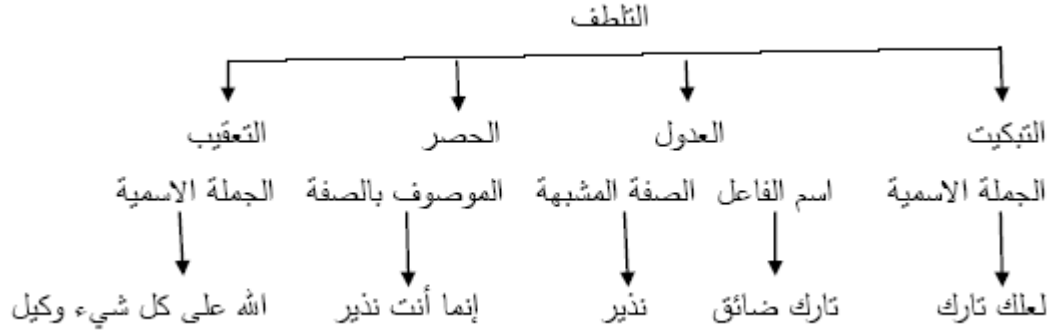 التلطف
التبكيت العدول الحصر التعقيب
الجملة الاسمية اسم الفاعل الصفة المشبهة الموصوف بالصفة الجملة الاسمية
لعلك تارك تارك ضائق نذير إنما أنت نذير الله على كل شيء وكيل